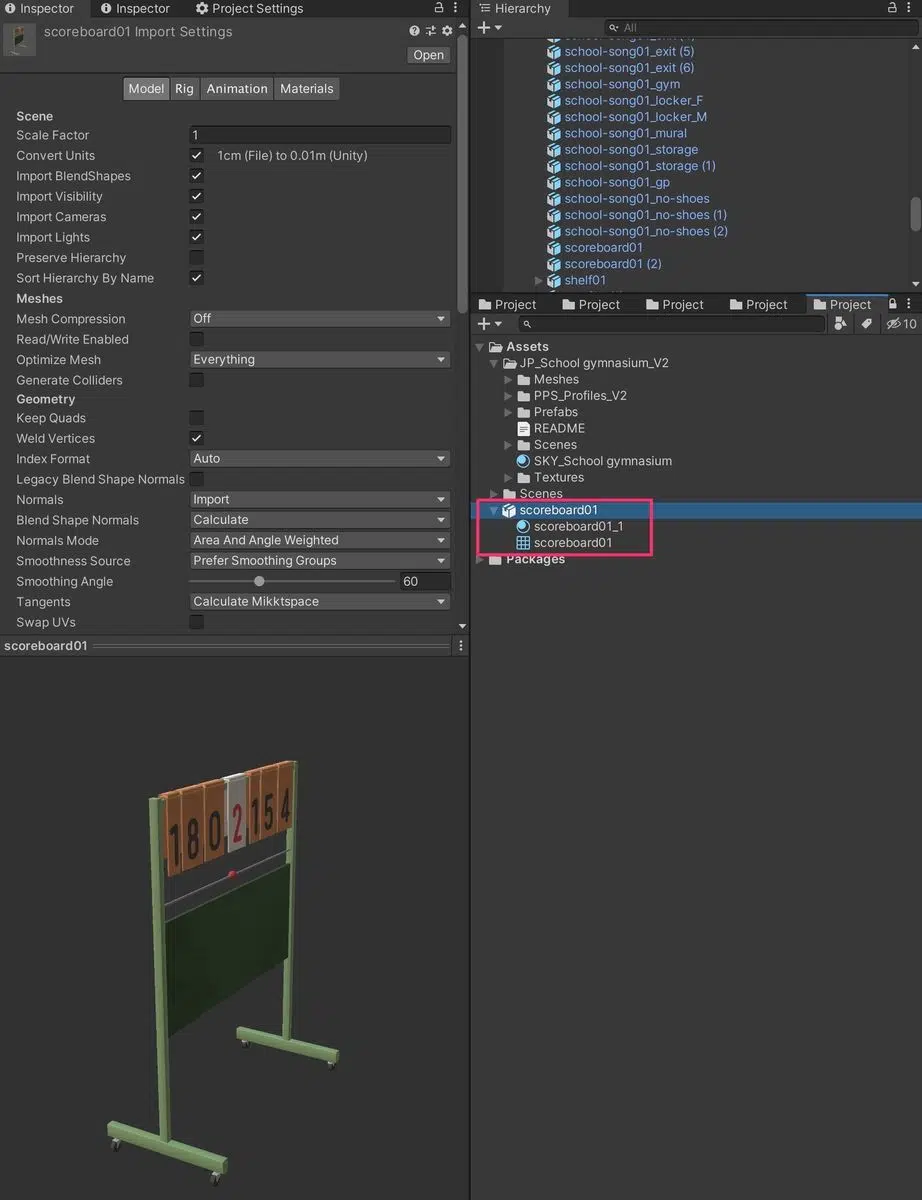 Inspector
Inspector
Project Settings
scoreboard01 Import Settings
Open
Model
Rig
Animation
Materials
Scene
Scale Factor
1
Convert Units
1cm (File) to 0.01m (Unity)
Import BlendShapes
Import Visibility
Import Cameras
Import Lights
Preserve Hierarchy
Sort Hierarchy By Name
Meshes
Mesh Compression
Off
Read/Write Enabled
Optimize Mesh
Everything
Generate Colliders
Geometry
Keep Quads
Weld Vertices
Index Format
Auto
Legacy Blend Shape Normals
Normals
Import
Blend Shape Normals
Calculate
Normals Mode
Area And Angle Weighted
Smoothness Source
Prefer Smoothing Groups
Smoothing Angle
60
Tangents
Calculate Mikktspace
Swap UVs
scoreboard01
180 2 154
Hierarchy
All
school-song01_exit (5)
school-song01_exit (6)
school-song01_gym
school-song01_locker_F
school-song01_locker_M
school-song01_mural
school-song01_storage
school-song01_storage (1)
school-song01_gp
school-song01_no-shoes
school-song01_no-shoes (1)
school-song01_no-shoes (2)
scoreboard01
scoreboard01 (2)
shelf01
Project
Project
Project
Project
Project
10
Assets
JP_School gymnasium_V2
Meshes
PPS_Profiles_V2
Prefabs
README
Scenes
SKY_School gymnasium
Textures
Scenes
scoreboard01
scoreboard01_1
scoreboard01
Packages